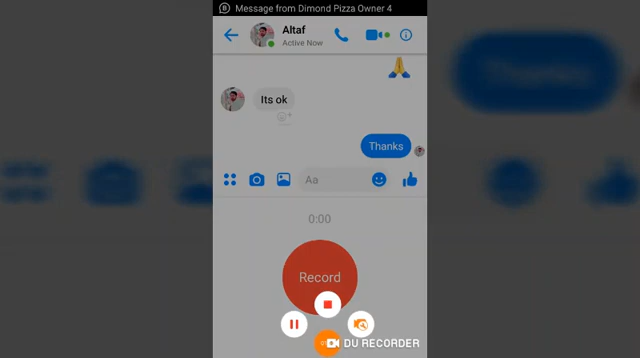 Message from Dimond Pizza Owner 4
Altaf
Active Now
Its ok
Thanks
Aa
0:00
Record
DU RECORDER